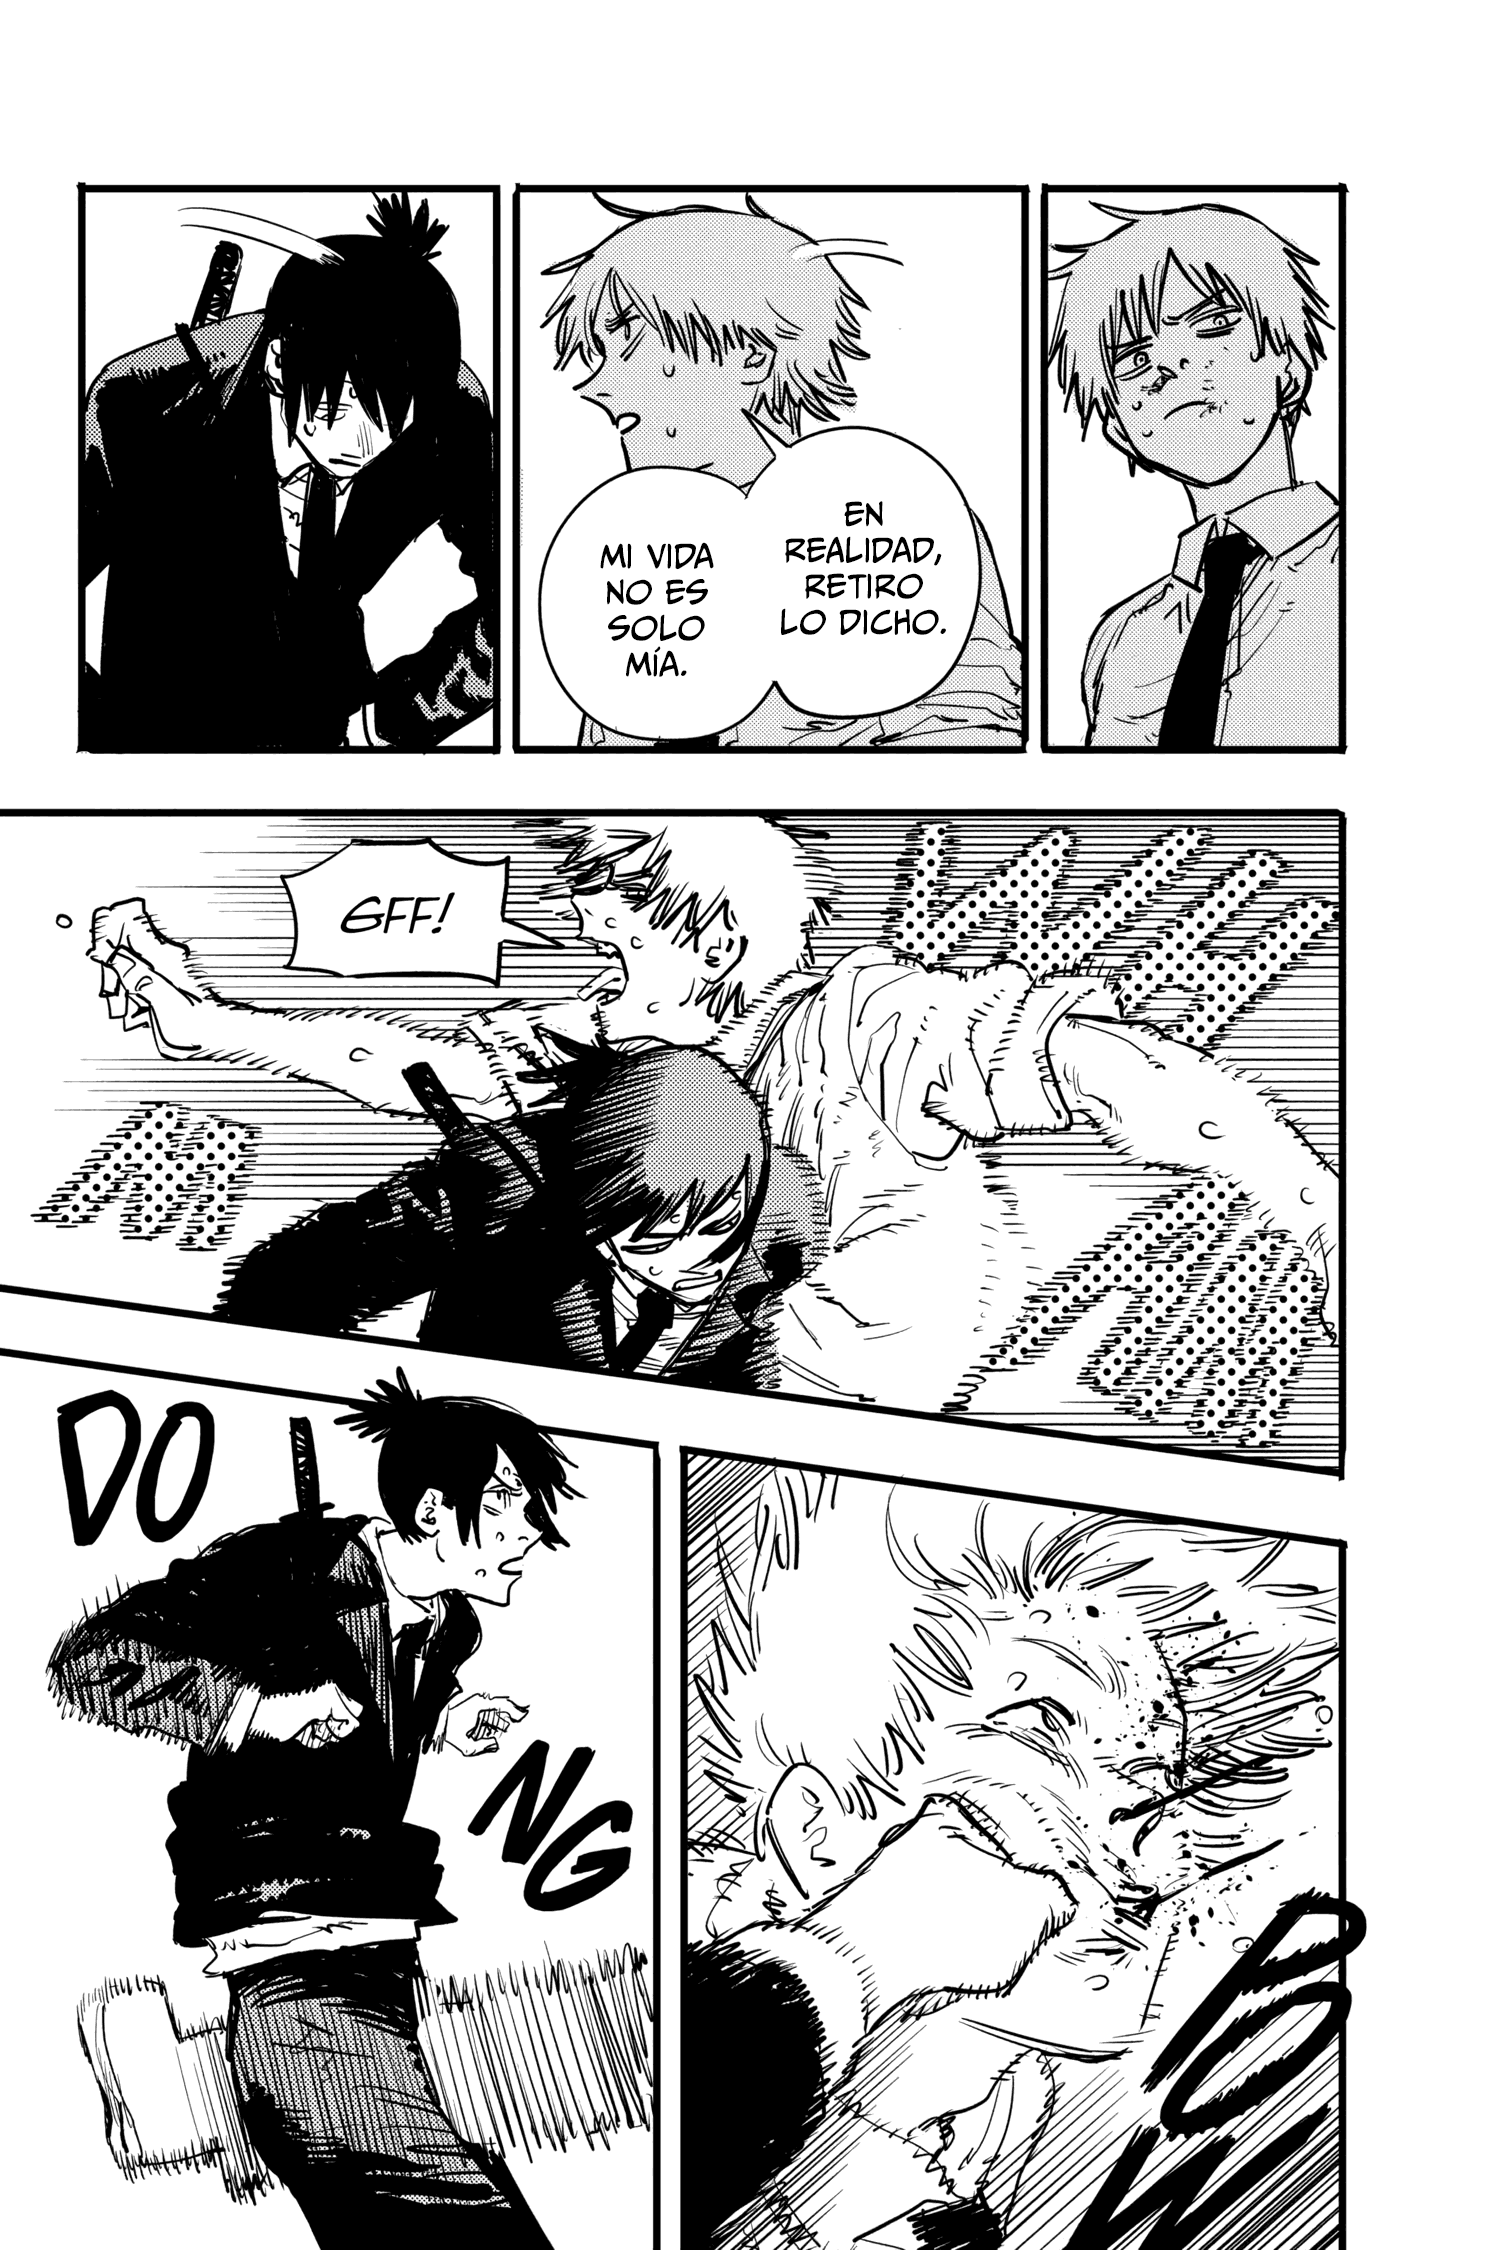 EN
REALIDAD,
RETIRO
LO DICHO.
MI VIDA
NO ES
SOLO
MÍA.
GFF!
DO
NG